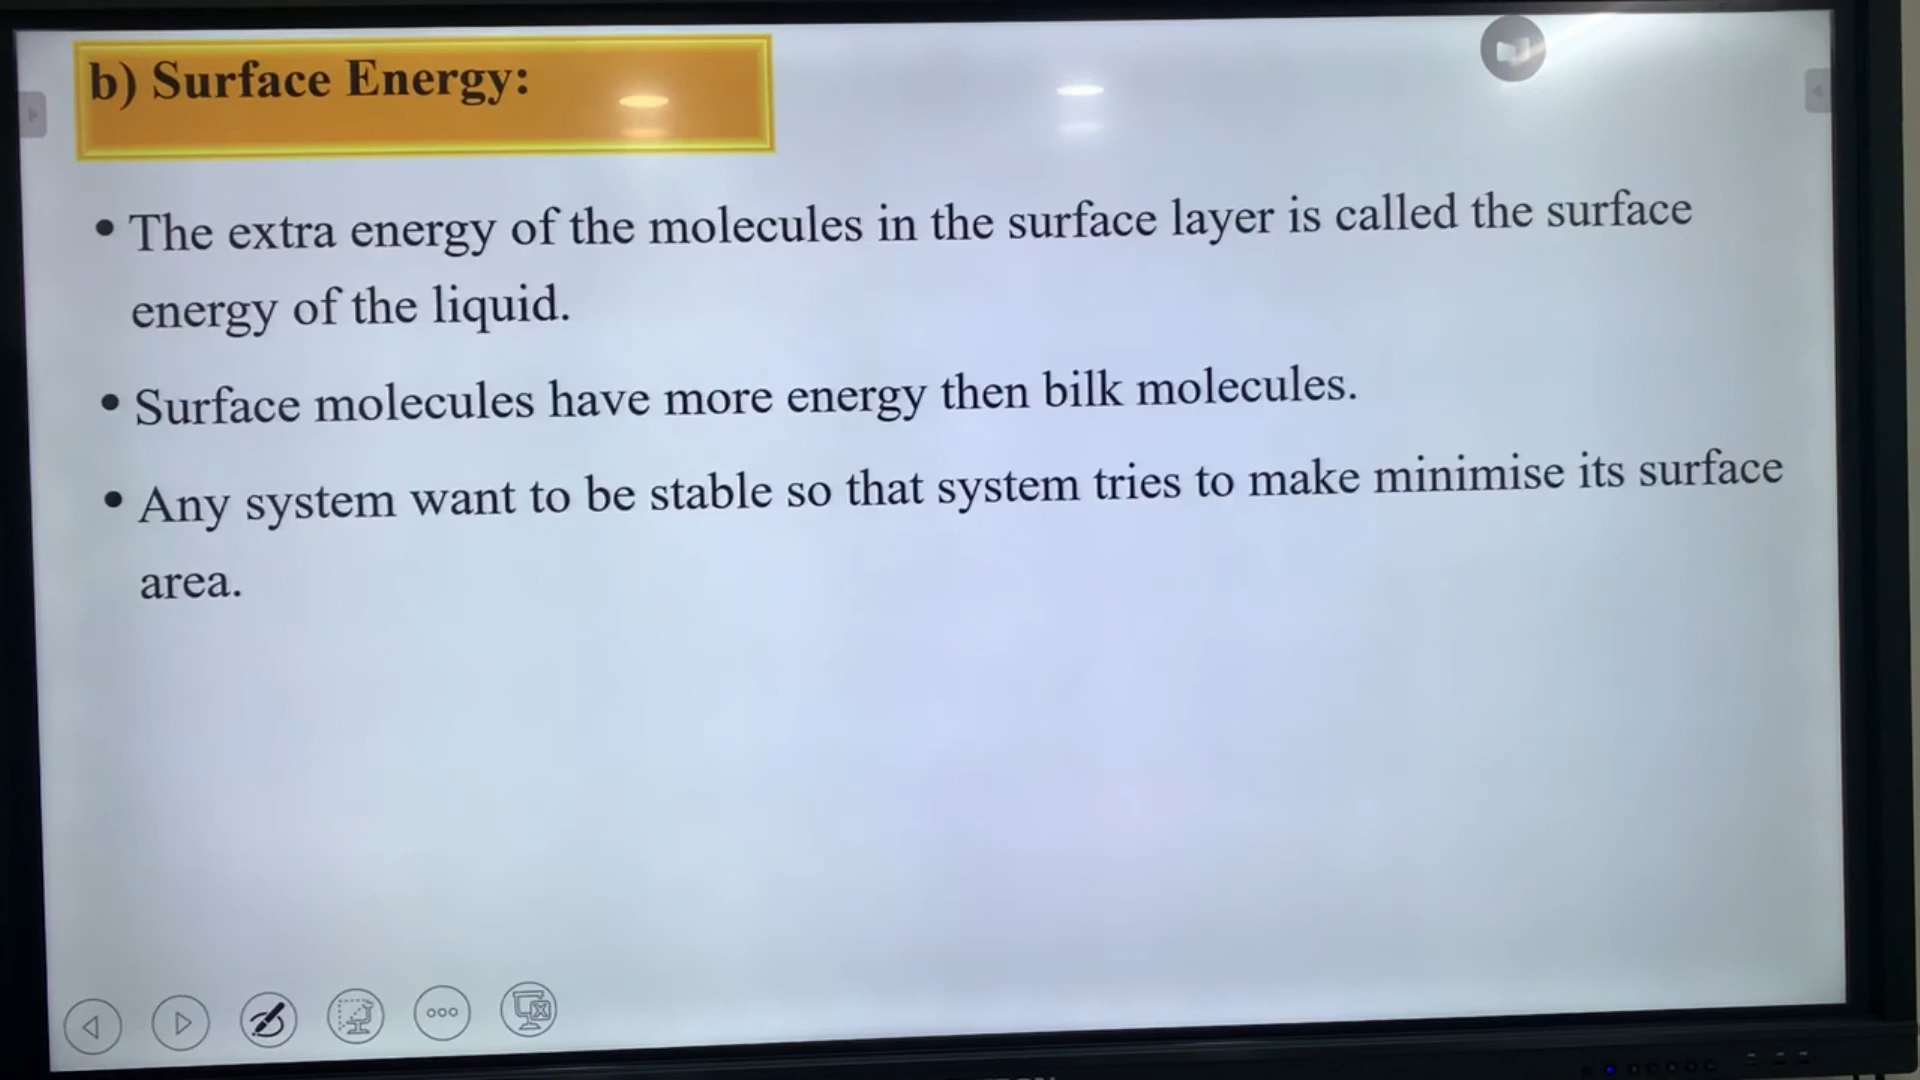 b) Surface Energy:
• The extra energy of the molecules in the surface layer is called the surface
energy of the liquid.
• Surface molecules have more energy then bilk molecules.
• Any system want to be stable so that system tries to make minimise its surface
area.